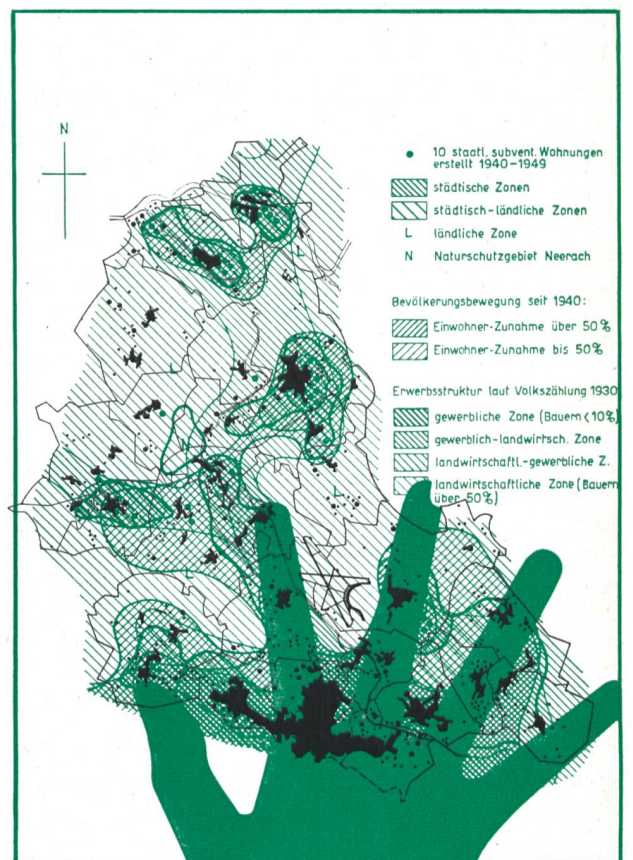 N
10 staatl. subvent. Wohnungen
erstellt 1940-1949
städtische Zonen
städtisch-ländliche Zonen
L ländliche Zone
N Naturschutzgebiet Neerach
Bevölkerungsbewegung seit 1940:
Einwohner-Zunahme über 50%
Einwohner-Zunahme bis 50%
Erwerbsstruktur laut Volkszählung 1930
gewerbliche Zone (Bauern <10%)
gewerblich-landwirtsch. Zone
landwirtschaftl.-gewerbliche Z.
landwirtschaftliche Zone (Bauern
über 50%)
L
L
L
N
L